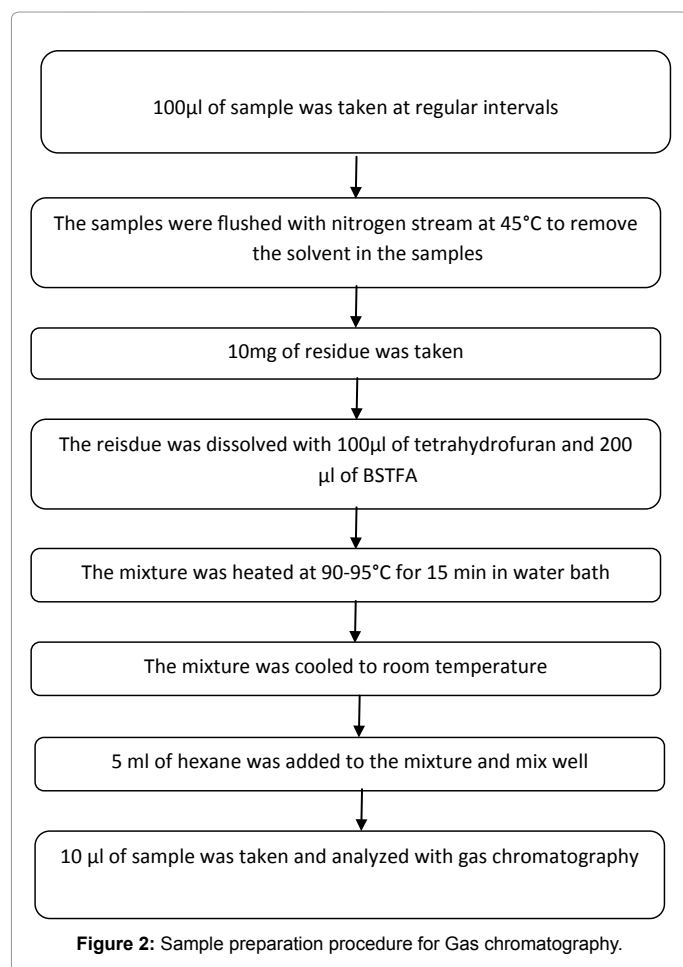 100µl of sample was taken at regular intervals
The samples were flushed with nitrogen stream at 45°C to remove
the solvent in the samples
10mg of residue was taken
The reisdue was dissolved with 100µl of tetrahydrofuran and 200
µl of BSTFA
The mixture was heated at 90-95°C for 15 min in water bath
The mixture was cooled to room temperature
5 ml of hexane was added to the mixture and mix well
10 µl of sample was taken and analyzed with gas chromatography
Figure 2: Sample preparation procedure for Gas chromatography.